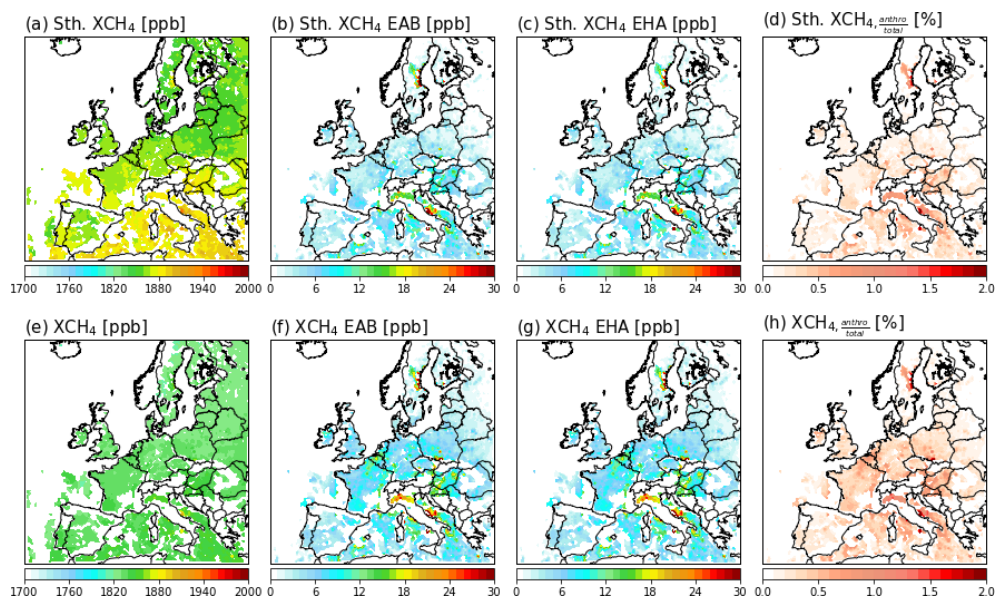 (a) Sth. XCH₄ [ppb] (b) Sth. XCH₄ EAB [ppb] (c) Sth. XCH₄ EHA [ppb] (d) Sth. XCH₄, anthro/total [%]
1700 1760 1820 1880 1940 2000 0 6 12 18 24 30 0 6 12 18 24 30 0.0 0.5 1.0 1.5 2.0
(e) XCH₄ [ppb] (f) XCH₄ EAB [ppb] (g) XCH₄ EHA [ppb] (h) XCH₄, anthro/total [%]
1700 1760 1820 1880 1940 2000 0 6 12 18 24 30 0 6 12 18 24 30 0.0 0.5 1.0 1.5 2.0